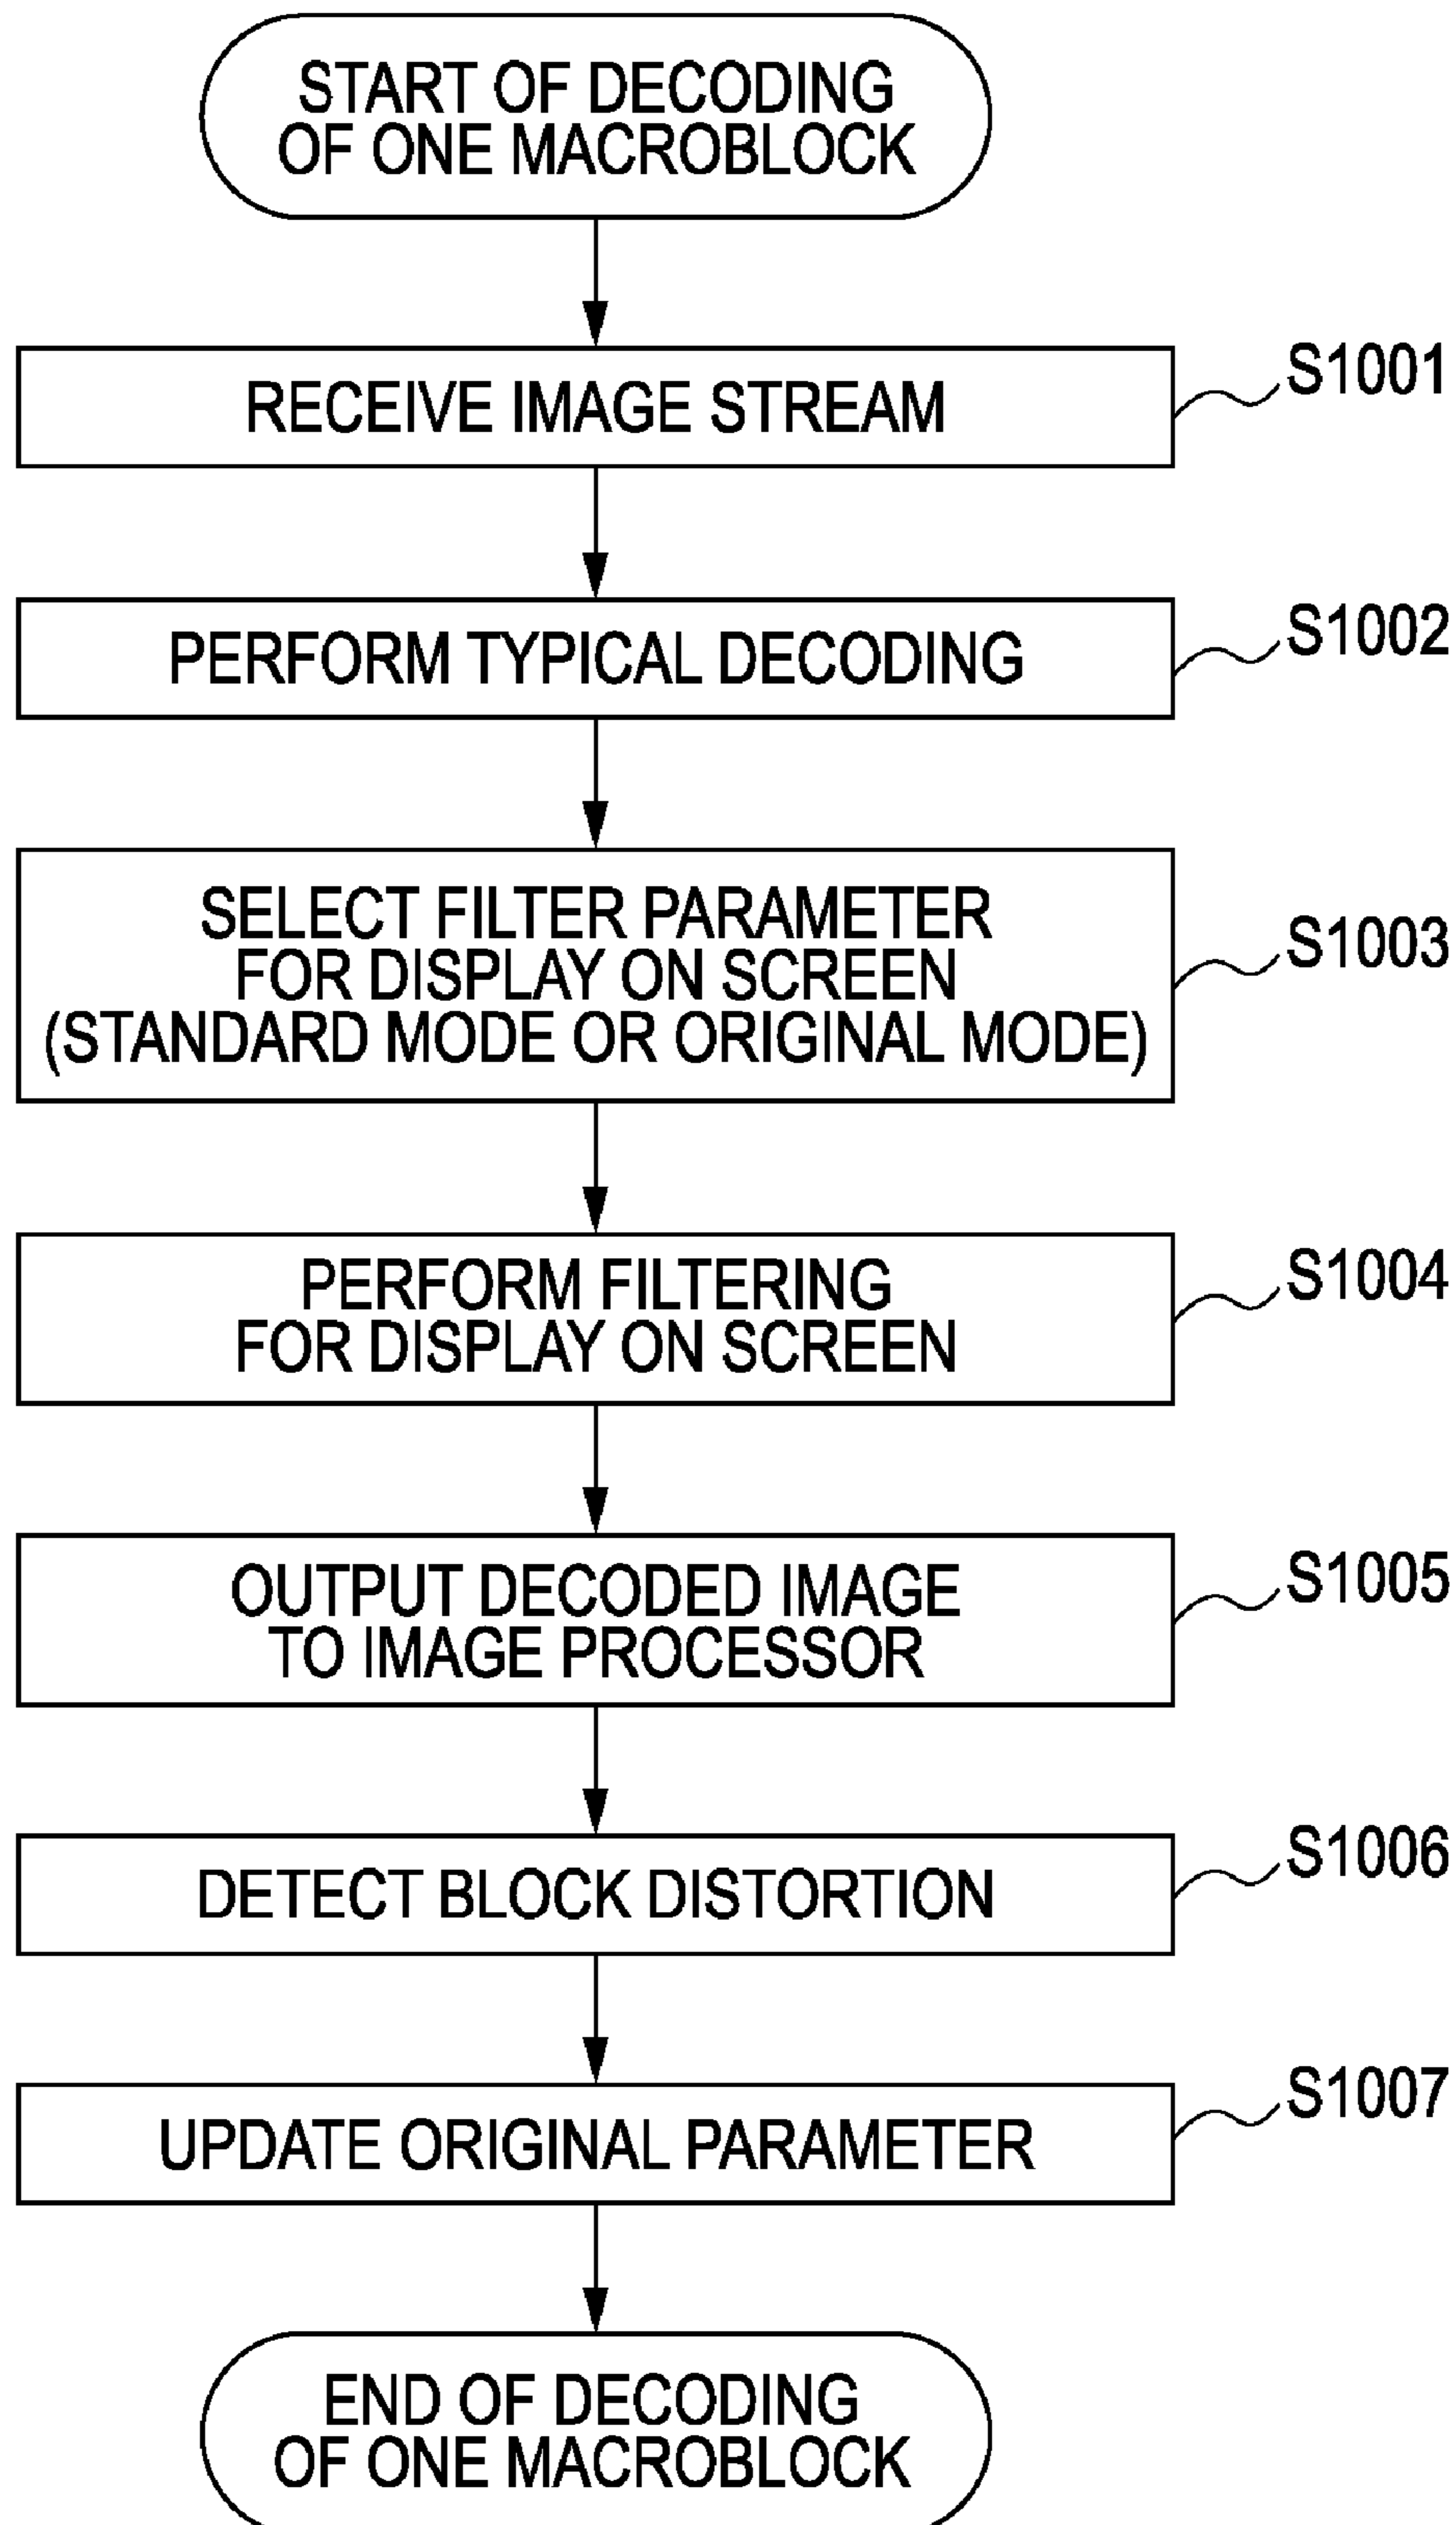 START OF DECODING
OF ONE MACROBLOCK
RECEIVE IMAGE STREAM
S1001
PERFORM TYPICAL DECODING
S1002
SELECT FILTER PARAMETER
FOR DISPLAY ON SCREEN
(STANDARD MODE OR ORIGINAL MODE)
S1003
PERFORM FILTERING
FOR DISPLAY ON SCREEN
S1004
OUTPUT DECODED IMAGE
TO IMAGE PROCESSOR
S1005
DETECT BLOCK DISTORTION
S1006
UPDATE ORIGINAL PARAMETER
S1007
END OF DECODING
OF ONE MACROBLOCK